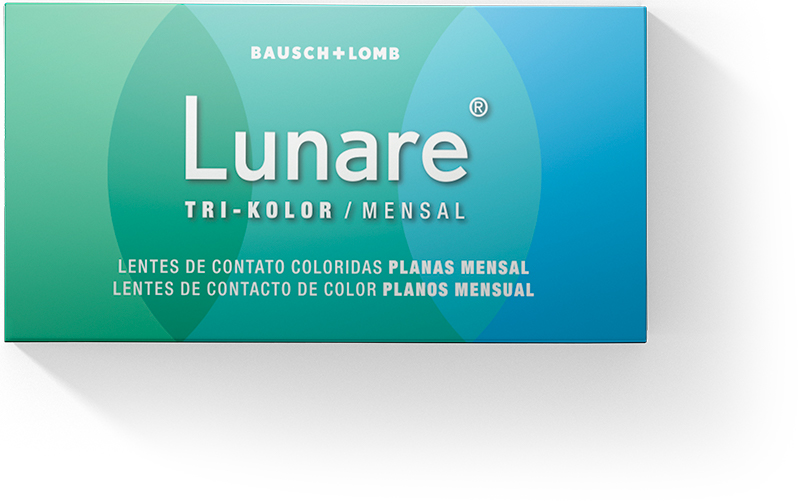 BAUSCH+LOMB
Lunare®
TRI-KOLOR / MENSAL
LENTES DE CONTATO COLORIDAS PLANAS MENSAL
LENTES DE CONTACTO DE COLOR PLANOS MENSUAL